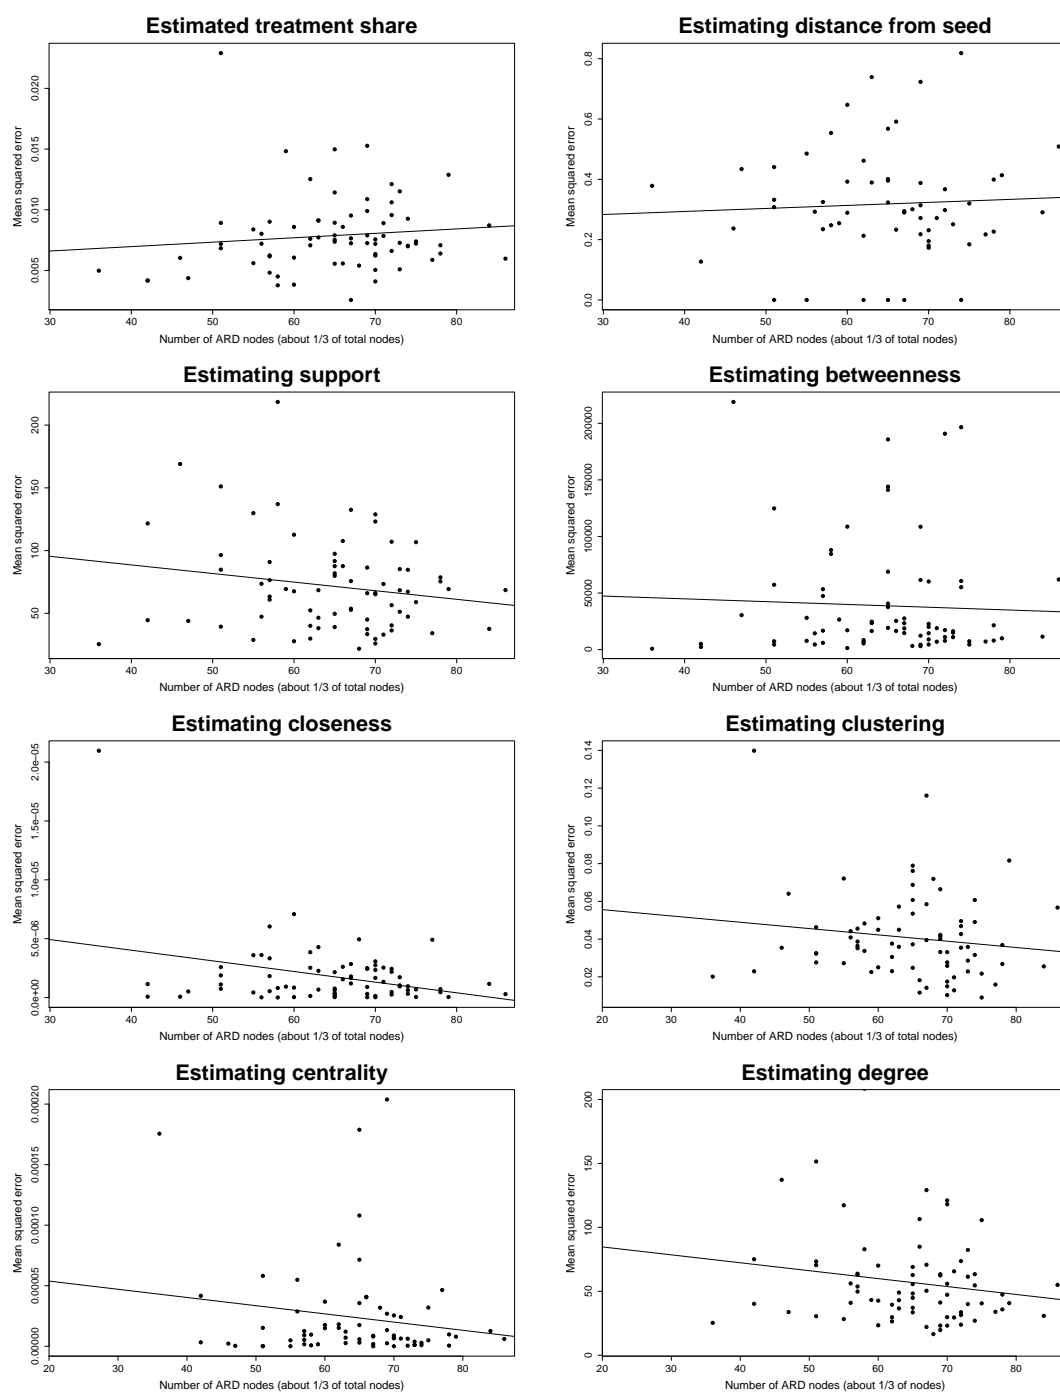 Estimated treatment share
Mean squared error
0.005 0.010 0.015 0.020
30 40 50 60 70 80
Number of ARD nodes (about 1/3 of total nodes)
Estimating distance from seed
Mean squared error
0.0 0.2 0.4 0.6 0.8
30 40 50 60 70 80
Number of ARD nodes (about 1/3 of total nodes)
Estimating support
Mean squared error
50 100 150 200
30 40 50 60 70 80
Number of ARD nodes (about 1/3 of total nodes)
Estimating betweenness
Mean squared error
0 50000 100000 150000 200000
30 40 50 60 70 80
Number of ARD nodes (about 1/3 of total nodes)
Estimating closeness
Mean squared error
0.0e+00 5.0e-06 1.0e-05 1.5e-05 2.0e-05
30 40 50 60 70 80
Number of ARD nodes (about 1/3 of total nodes)
Estimating clustering
Mean squared error
0.02 0.04 0.06 0.08 0.10 0.12 0.14
20 30 40 50 60 70 80
Number of ARD nodes (about 1/3 of total nodes)
Estimating centrality
Mean squared error
0.00000 0.00005 0.00010 0.00015 0.00020
20 30 40 50 60 70 80
Number of ARD nodes (about 1/3 of total nodes)
Estimating degree
Mean squared error
0 50 100 150 200
20 30 40 50 60 70 80
Number of ARD nodes (about 1/3 of nodes)